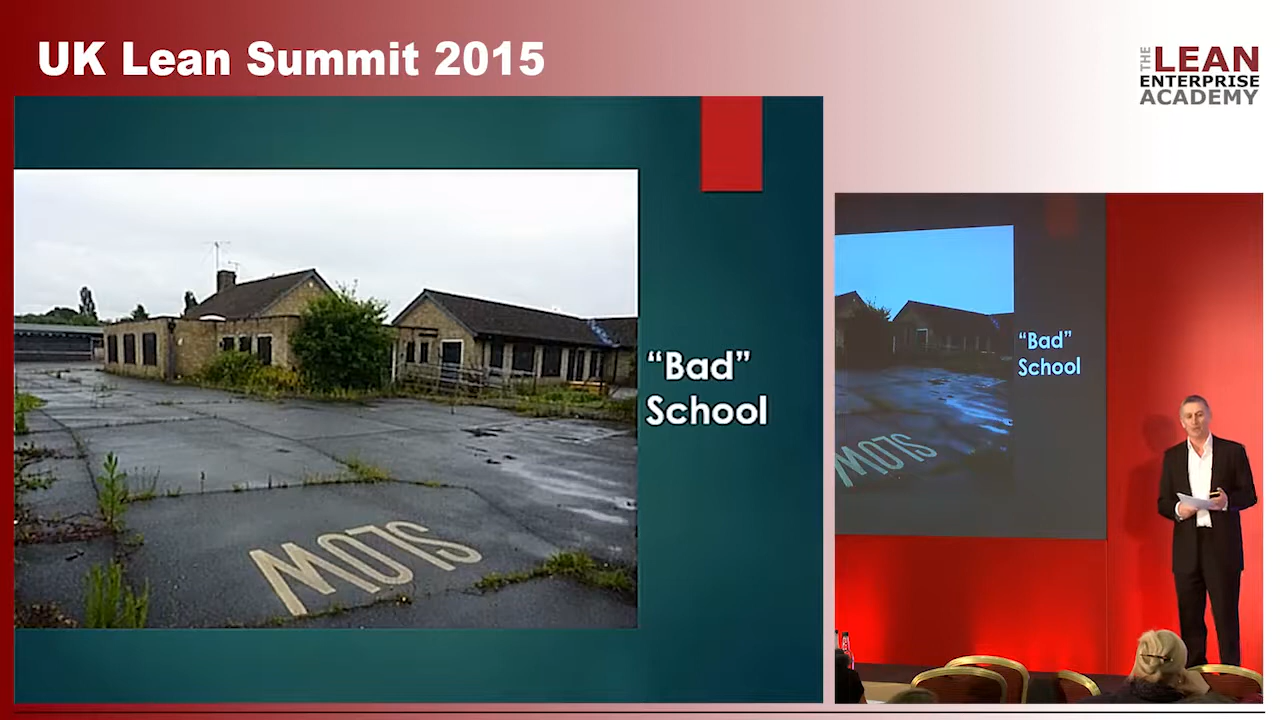 UK Lean Summit 2015
THE LEAN
ENTERPRISE
ACADEMY
“Bad”
School
SLOW
“Bad”
School
SLOW